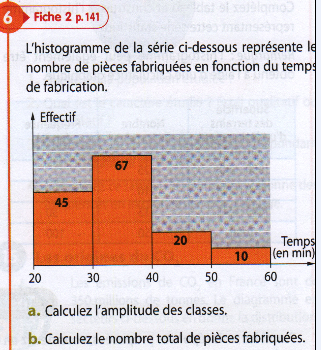 6 Fiche 2 p.141
L'histogramme de la série ci-dessous représente le
nombre de pièces fabriquées en fonction du temps
de fabrication.
Effectif
67
45
20
10
Temps
(en min)
20 30 40 50 60
a. Calculez l'amplitude des classes.
b. Calculez le nombre total de pièces fabriquées.